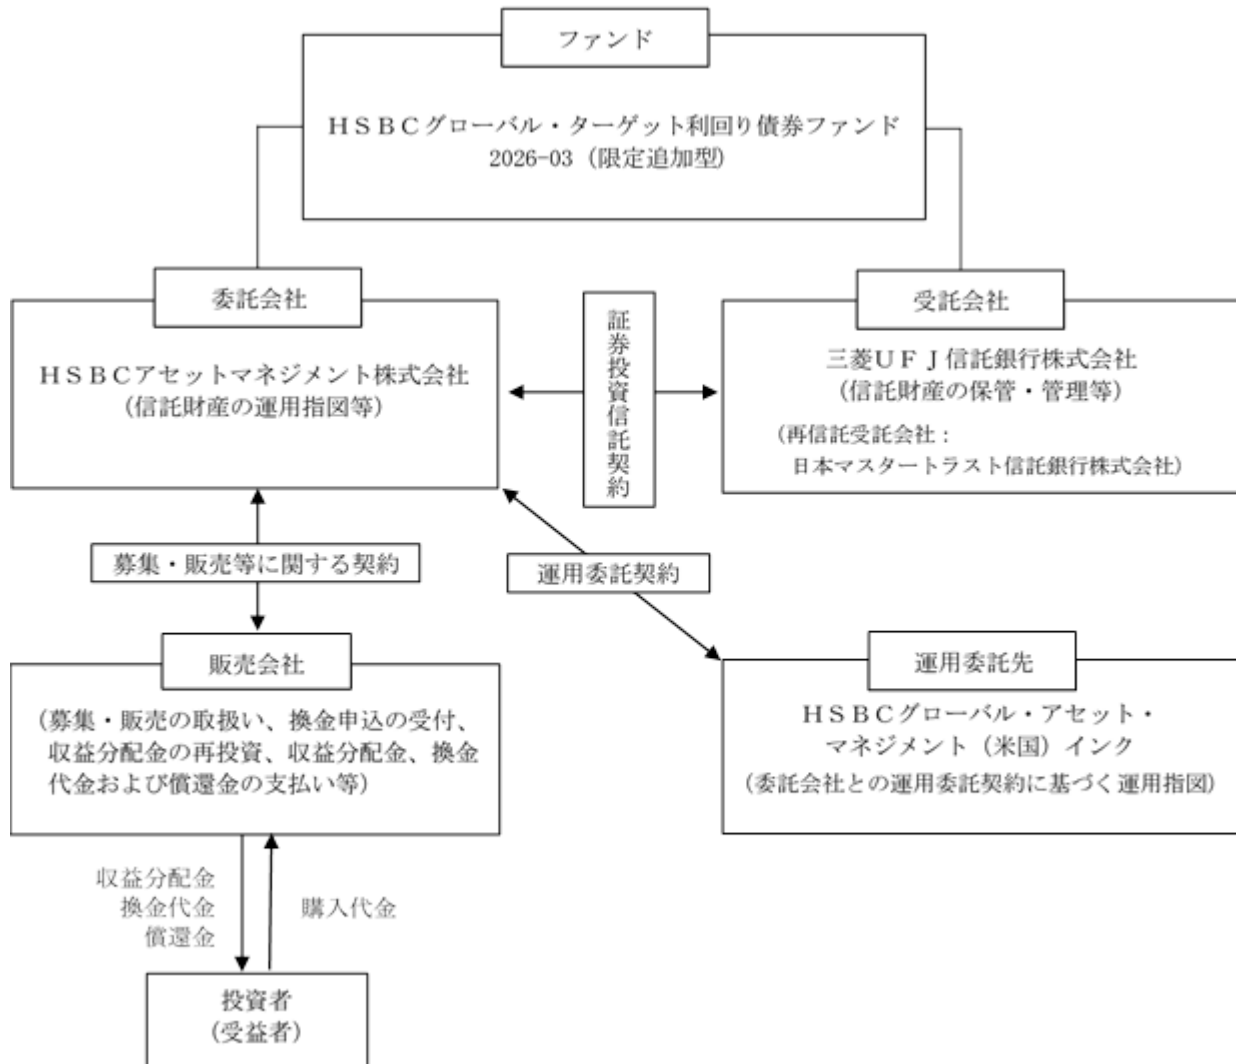 ファンド
HSBCグローバル・ターゲット利回り債券ファンド
2026-03（限定追加型）
委託会社
HSBCアセットマネジメント株式会社
（信託財産の運用指図等）
証券投資信託契約
受託会社
三菱UFJ信託銀行株式会社
（信託財産の保管・管理等）
（再信託受託会社：
日本マスタートラスト信託銀行株式会社）
募集・販売等に関する契約
運用委託契約
販売会社
（募集・販売の取扱い、換金申込の受付、
収益分配金の再投資、収益分配金、換金
代金および償還金の支払い等）
運用委託先
HSBCグローバル・アセット・
マネジメント（米国）インク
（委託会社との運用委託契約に基づく運用指図）
収益分配金
換金代金
償還金
購入代金
投資者
（受益者）